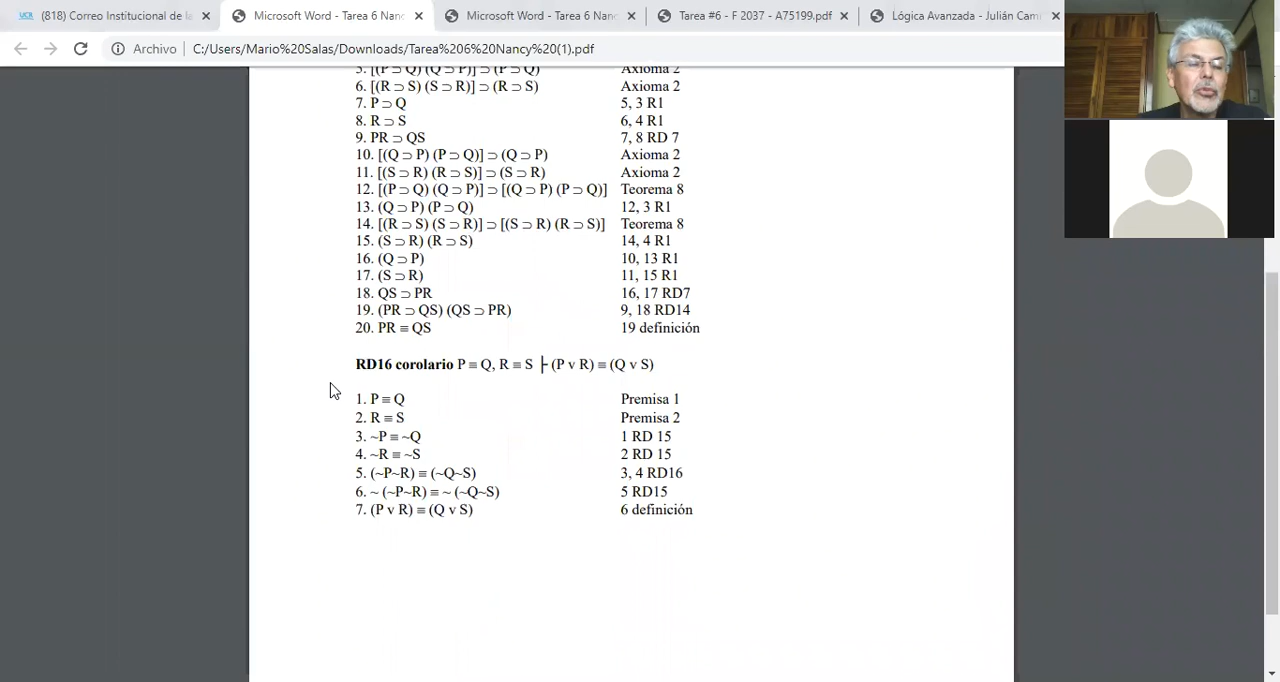 (818) Correo Institucional de la
Microsoft Word - Tarea 6 Nanc
Microsoft Word - Tarea 6 Nanc
Tarea #6 - F 2037 - A75199.pdf
Lógica Avanzada - Julián Cam
Archivo
C:/Users/Mario%20Salas/Downloads/Tarea%206%20Nancy%20(1).pdf
5. [(P ⊃ Q) (Q ⊃ P)] ⊃ (P ⊃ Q) Axioma 2
6. [(R ⊃ S) (S ⊃ R)] ⊃ (R ⊃ S) Axioma 2
7. P ⊃ Q 5, 3 R1
8. R ⊃ S 6, 4 R1
9. PR ⊃ QS 7, 8 RD 7
10. [(Q ⊃ P) (P ⊃ Q)] ⊃ (Q ⊃ P) Axioma 2
11. [(S ⊃ R) (R ⊃ S)] ⊃ (S ⊃ R) Axioma 2
12. [(P ⊃ Q) (Q ⊃ P)] ⊃ [(Q ⊃ P) (P ⊃ Q)] Teorema 8
13. (Q ⊃ P) (P ⊃ Q) 12, 3 R1
14. [(R ⊃ S) (S ⊃ R)] ⊃ [(S ⊃ R) (R ⊃ S)] Teorema 8
15. (S ⊃ R) (R ⊃ S) 14, 4 R1
16. (Q ⊃ P) 10, 13 R1
17. (S ⊃ R) 11, 15 R1
18. QS ⊃ PR 16, 17 RD7
19. (PR ⊃ QS) (QS ⊃ PR) 9, 18 RD14
20. PR ≡ QS 19 definición
RD16 corolario P ≡ Q, R ≡ S ├ (P v R) ≡ (Q v S)
1. P ≡ Q Premisa 1
2. R ≡ S Premisa 2
3. ~P ≡ ~Q 1 RD 15
4. ~R ≡ ~S 2 RD 15
5. (~P~R) ≡ (~Q~S) 3, 4 RD16
6. ~ (~P~R) ≡ ~ (~Q~S) 5 RD15
7. (P v R) ≡ (Q v S) 6 definición